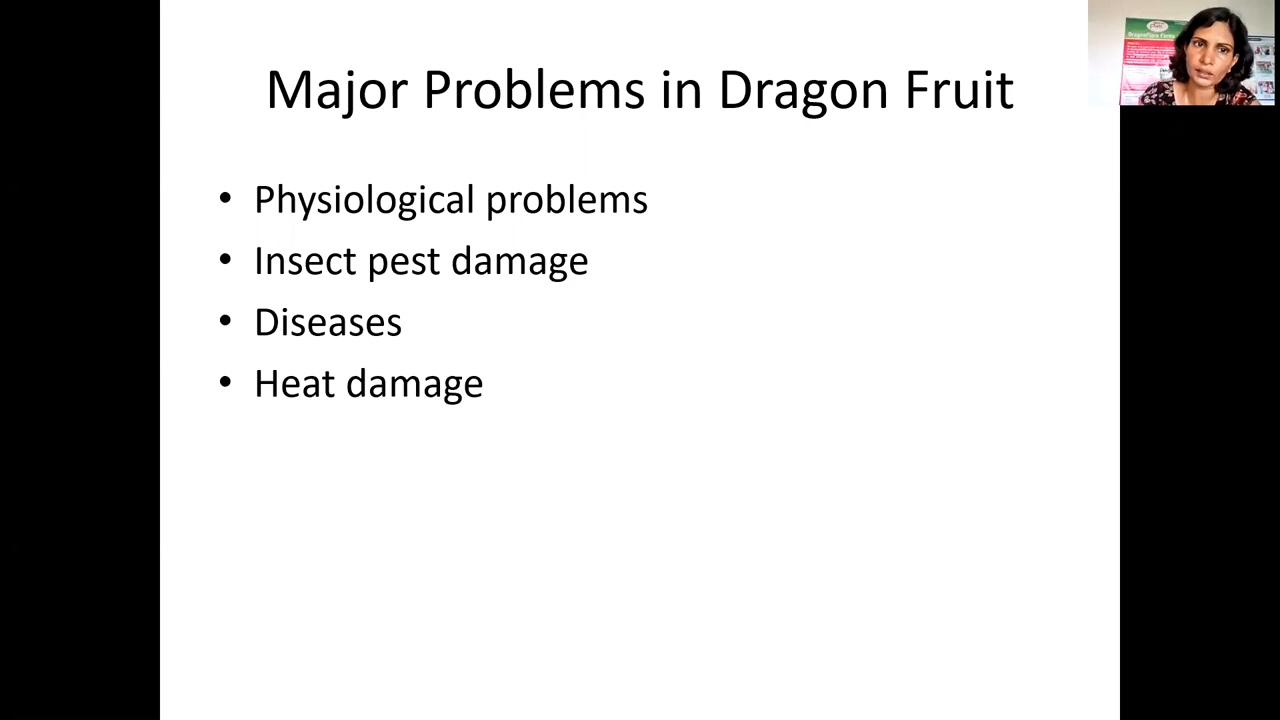 Major Problems in Dragon Fruit
• Physiological problems
• Insect pest damage
• Diseases
• Heat damage